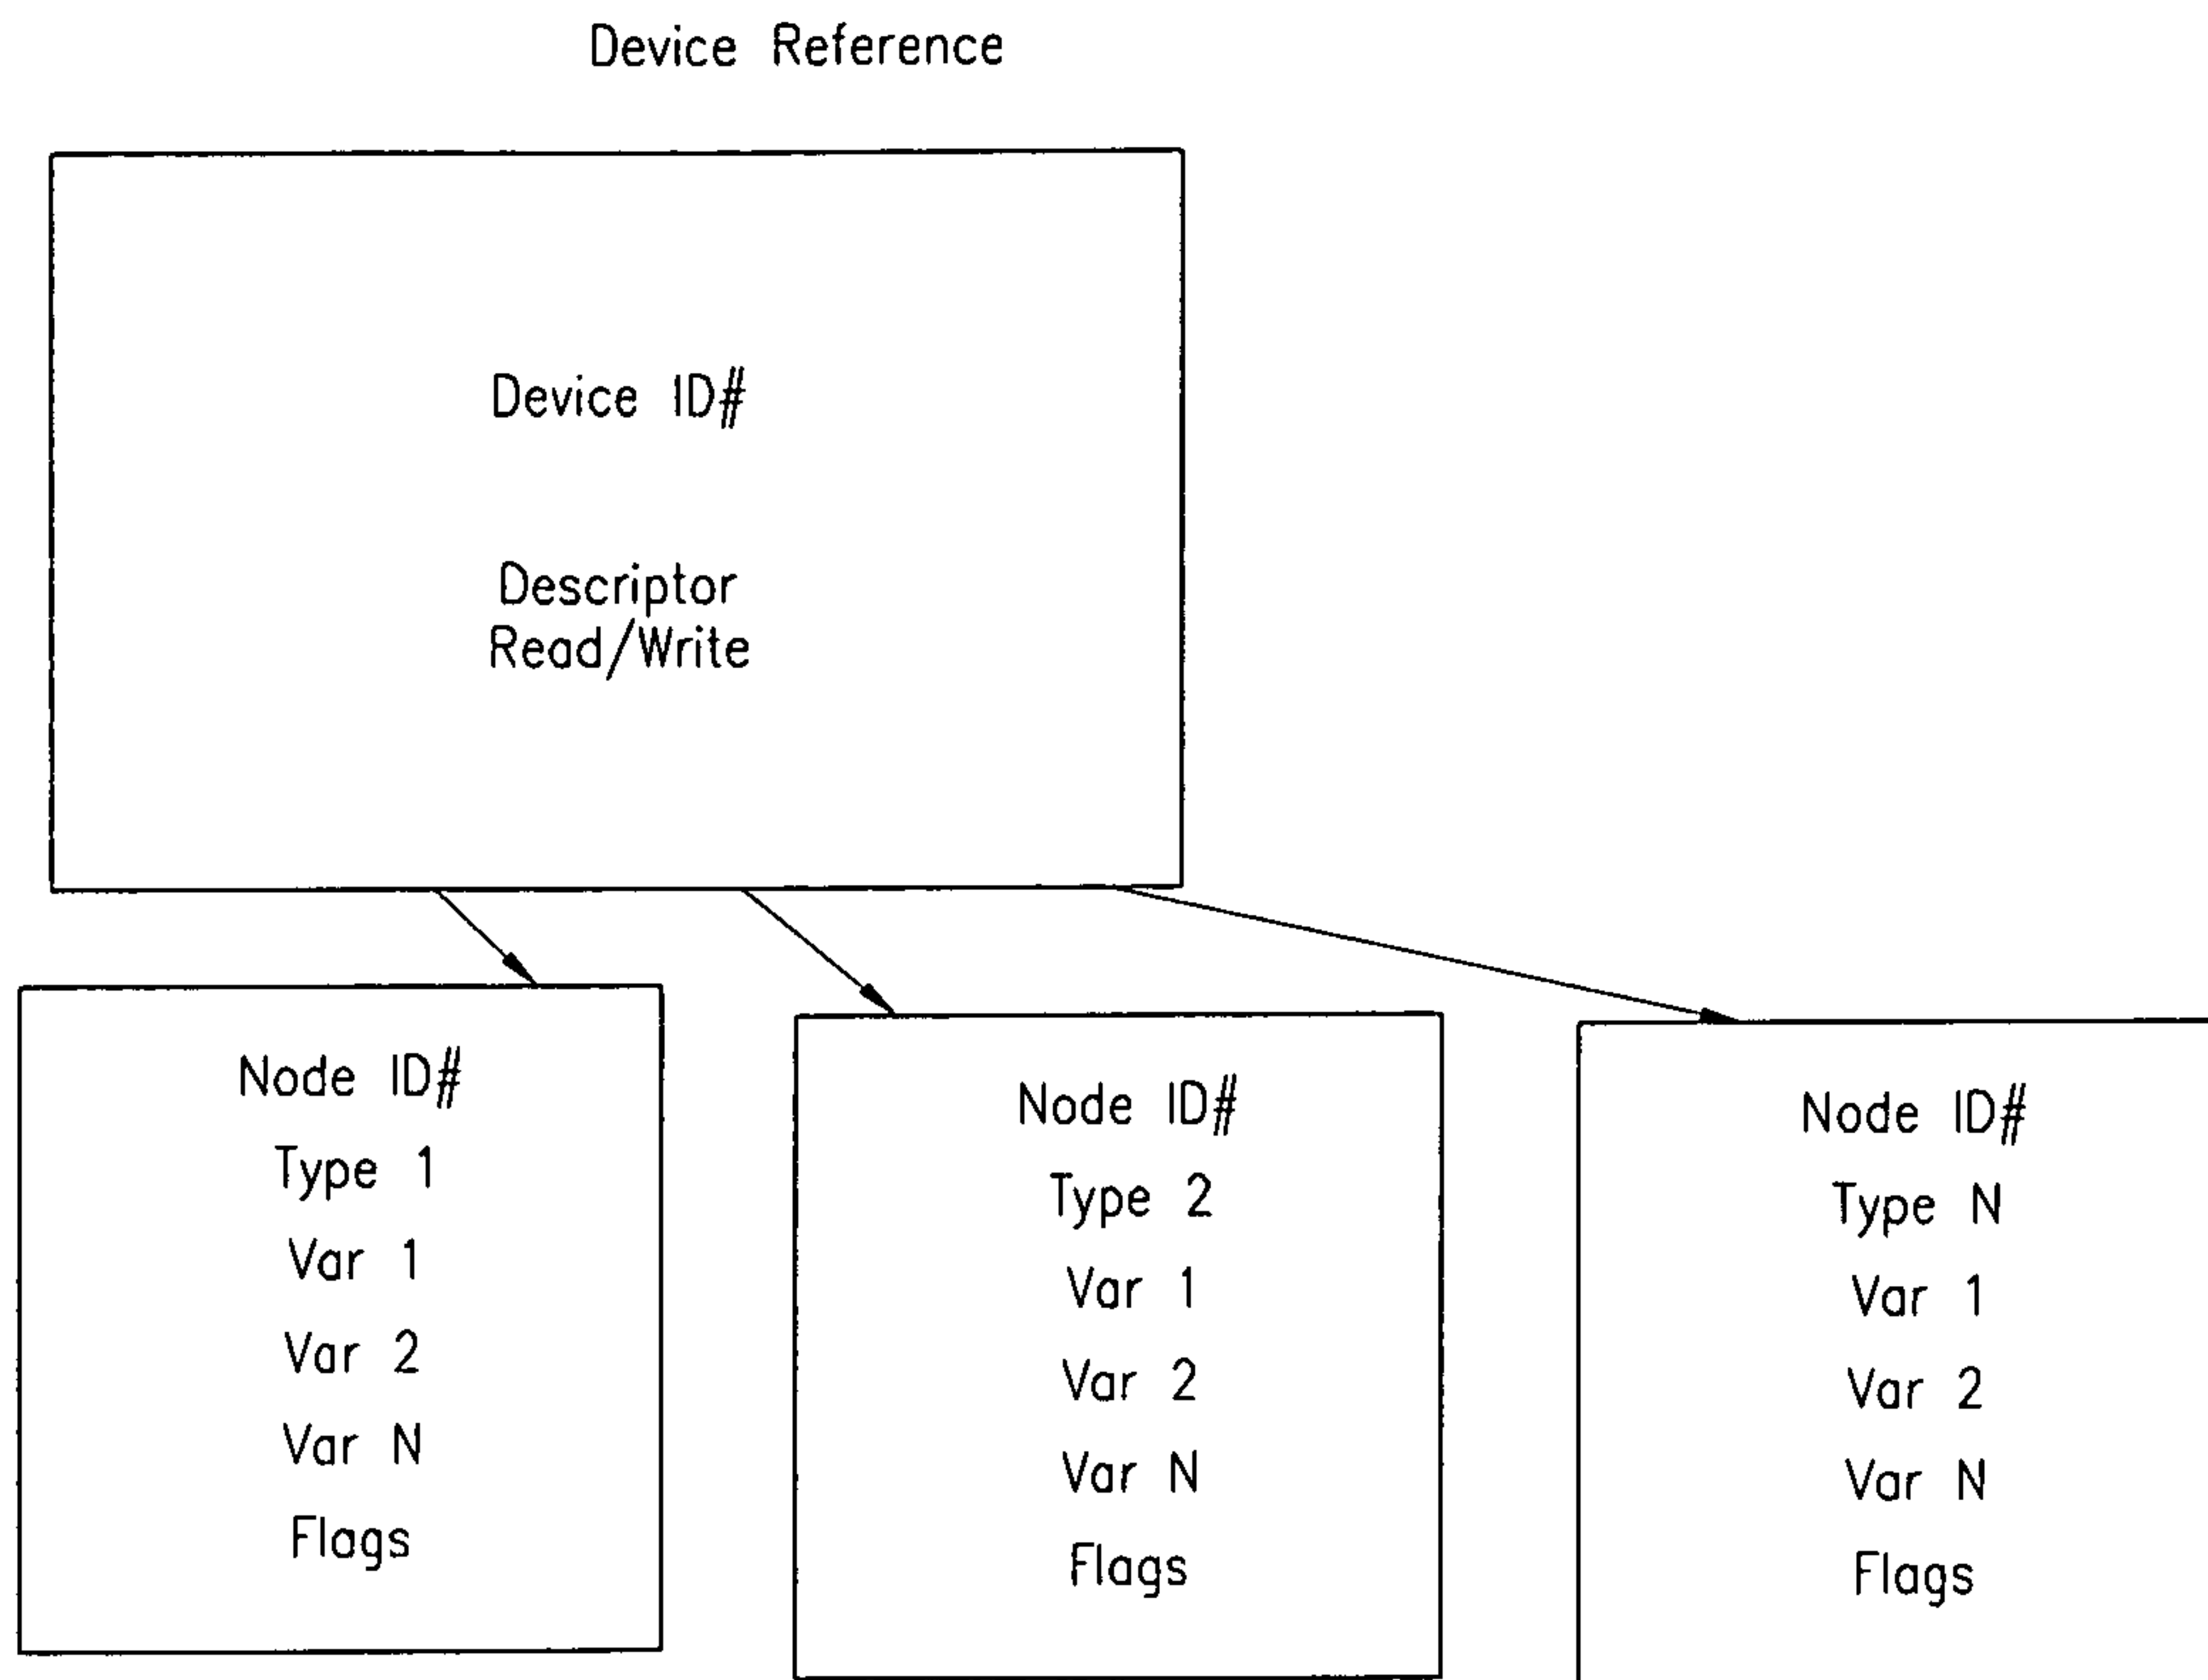 Device Reference
Device ID#
Descriptor
Read/Write
Node ID#
Type 1
Var 1
Var 2
Var N
Flags
Node ID#
Type 2
Var 1
Var 2
Var N
Flags
Node ID#
Type N
Var 1
Var 2
Var N
Flags